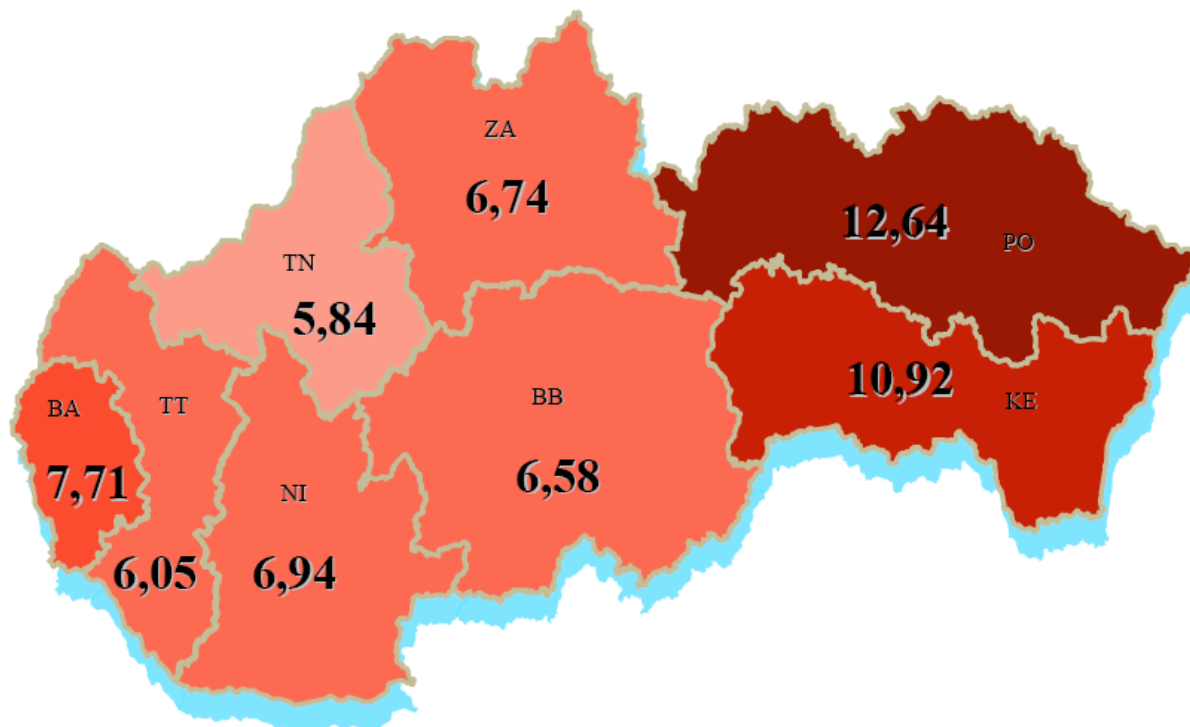 ZA
6,74
12,64
PO
TN
5,84
BA
7,71
TT
6,05
NI
6,94
BB
6,58
10,92
KE